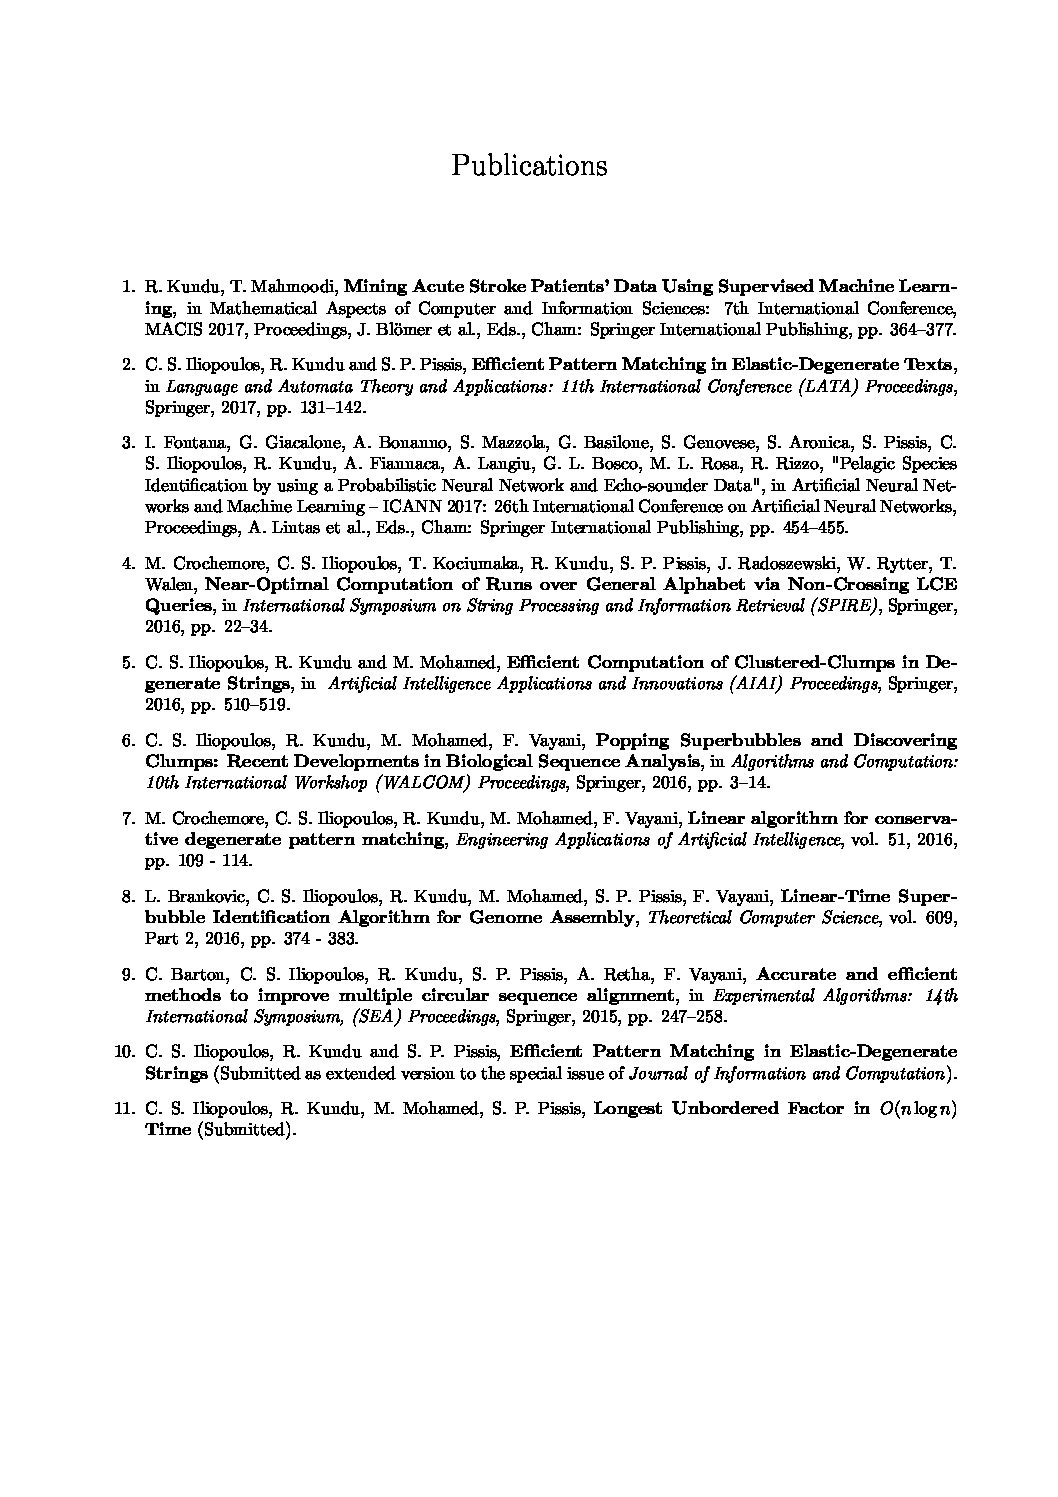 Publications
1. R. Kundu, T. Mahmoodi, Mining Acute Stroke Patients' Data Using Supervised Machine Learn-
ing, in Mathematical Aspects of Computer and Information Sciences: 7th International Conference,
MACIS 2017, Proceedings, J. Blömer et al., Eds., Cham: Springer International Publishing, pp. 364–377.
2. C. S. Iliopoulos, R. Kundu and S. P. Pissis, Efficient Pattern Matching in Elastic-Degenerate Texts,
in Language and Automata Theory and Applications: 11th International Conference (LATA) Proceedings,
Springer, 2017, pp. 131–142.
3. I. Fontana, G. Giacalone, A. Bonanno, S. Mazzola, G. Basilone, S. Genovese, S. Aronica, S. Pissis, C.
S. Iliopoulos, R. Kundu, A. Fiannaca, A. Langiu, G. L. Bosco, M. L. Rosa, R. Rizzo, "Pelagic Species
Identification by using a Probabilistic Neural Network and Echo-sounder Data", in Artificial Neural Net-
works and Machine Learning – ICANN 2017: 26th International Conference on Artificial Neural Networks,
Proceedings, A. Lintas et al., Eds., Cham: Springer International Publishing, pp. 454–455.
4. M. Crochemore, C. S. Iliopoulos, T. Kociumaka, R. Kundu, S. P. Pissis, J. Radoszewski, W. Rytter, T.
Walen, Near-Optimal Computation of Runs over General Alphabet via Non-Crossing LCE
Queries, in International Symposium on String Processing and Information Retrieval (SPIRE), Springer,
2016, pp. 22–34.
5. C. S. Iliopoulos, R. Kundu and M. Mohamed, Efficient Computation of Clustered-Clumps in De-
generate Strings, in Artificial Intelligence Applications and Innovations (AIAI) Proceedings, Springer,
2016, pp. 510–519.
6. C. S. Iliopoulos, R. Kundu, M. Mohamed, F. Vayani, Popping Superbubbles and Discovering
Clumps: Recent Developments in Biological Sequence Analysis, in Algorithms and Computation:
10th International Workshop (WALCOM) Proceedings, Springer, 2016, pp. 3–14.
7. M. Crochemore, C. S. Iliopoulos, R. Kundu, M. Mohamed, F. Vayani, Linear algorithm for conserva-
tive degenerate pattern matching, Engineering Applications of Artificial Intelligence, vol. 51, 2016,
pp. 109 - 114.
8. L. Brankovic, C. S. Iliopoulos, R. Kundu, M. Mohamed, S. P. Pissis, F. Vayani, Linear-Time Super-
bubble Identification Algorithm for Genome Assembly, Theoretical Computer Science, vol. 609,
Part 2, 2016, pp. 374 - 383.
9. C. Barton, C. S. Iliopoulos, R. Kundu, S. P. Pissis, A. Retha, F. Vayani, Accurate and efficient
methods to improve multiple circular sequence alignment, in Experimental Algorithms: 14th
International Symposium, (SEA) Proceedings, Springer, 2015, pp. 247–258.
10. C. S. Iliopoulos, R. Kundu and S. P. Pissis, Efficient Pattern Matching in Elastic-Degenerate
Strings (Submitted as extended version to the special issue of Journal of Information and Computation).
11. C. S. Iliopoulos, R. Kundu, M. Mohamed, S. P. Pissis, Longest Unbordered Factor in O(n log n)
Time (Submitted).